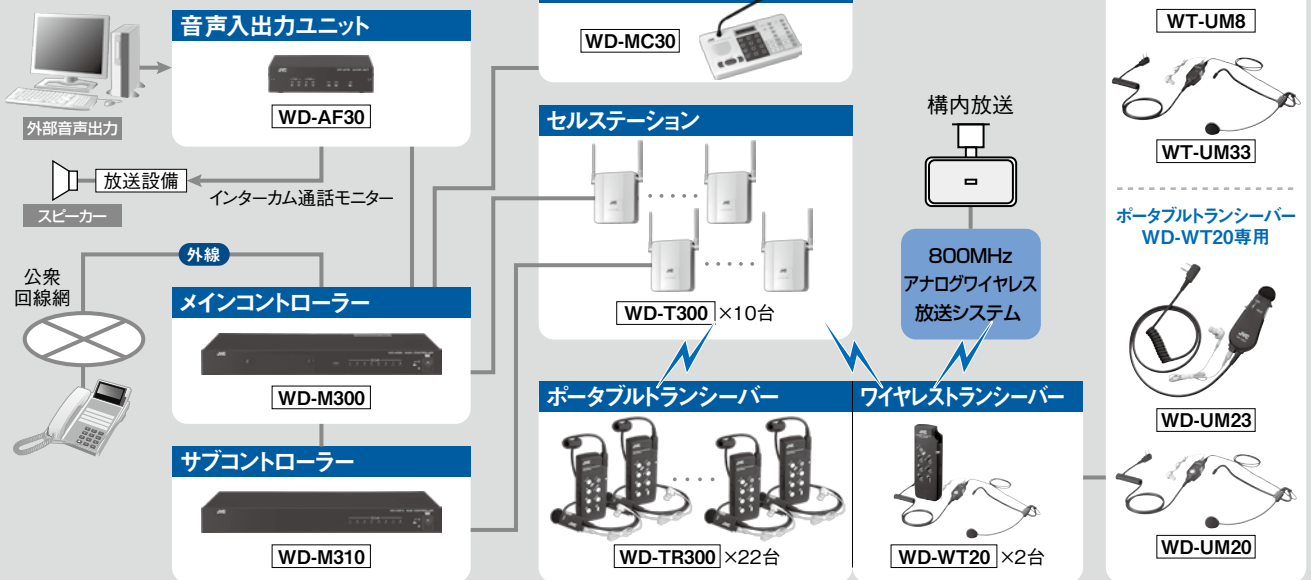 音声入出力ユニット
WD-AF30
外部音声出力
放送設備
スピーカー
インターカム通話モニター
外線
公衆
回線網
メインコントローラー
WD-M300
サブコントローラー
WD-M310
WD-MC30
セルステーション
WD-T300 ×10台
構内放送
800MHz
アナログワイヤレス
放送システム
ポータブルトランシーバー
WD-TR300 ×22台
ワイヤレストランシーバー
WD-WT20 ×2台
WT-UM8
WT-UM33
ポータブルトランシーバー
WD-WT20専用
WD-UM23
WD-UM20